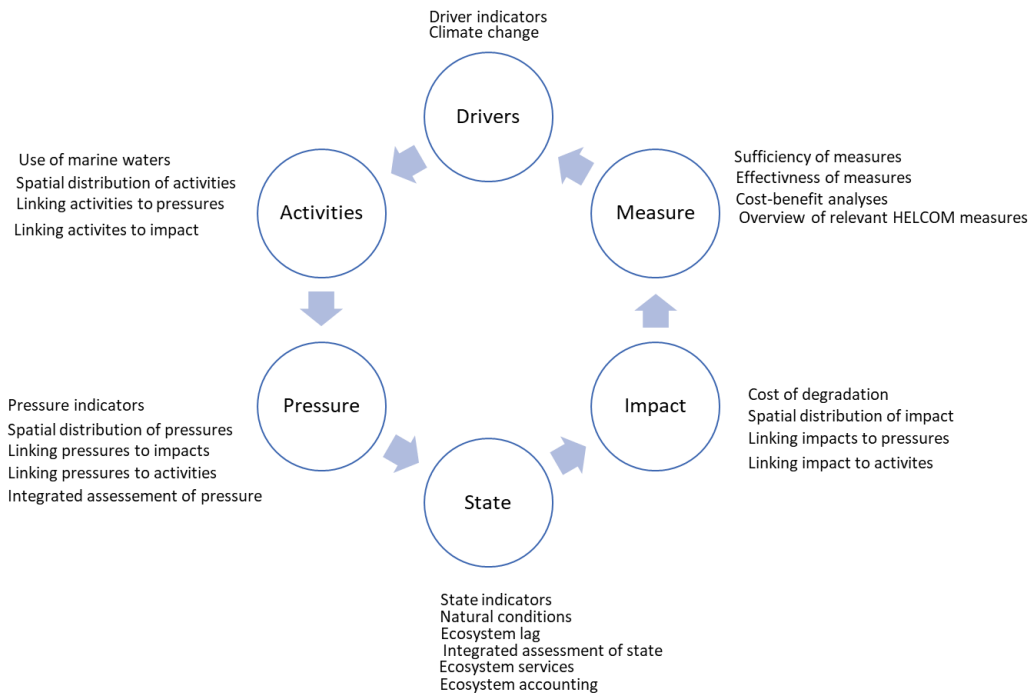 Driver indicators
Climate change
Drivers
Use of marine waters
Spatial distribution of activities
Linking activities to pressures
Linking activites to impact
Activities
Measure
Sufficiency of measures
Effectivness of measures
Cost-benefit analyses
Overview of relevant HELCOM measures
Pressure indicators
Spatial distribution of pressures
Linking pressures to impacts
Linking pressures to activities
Integrated assessement of pressure
Pressure
Impact
Cost of degradation
Spatial distribution of impact
Linking impacts to pressures
Linking impact to activites
State
State indicators
Natural conditions
Ecosystem lag
Integrated assessment of state
Ecosystem services
Ecosystem accounting